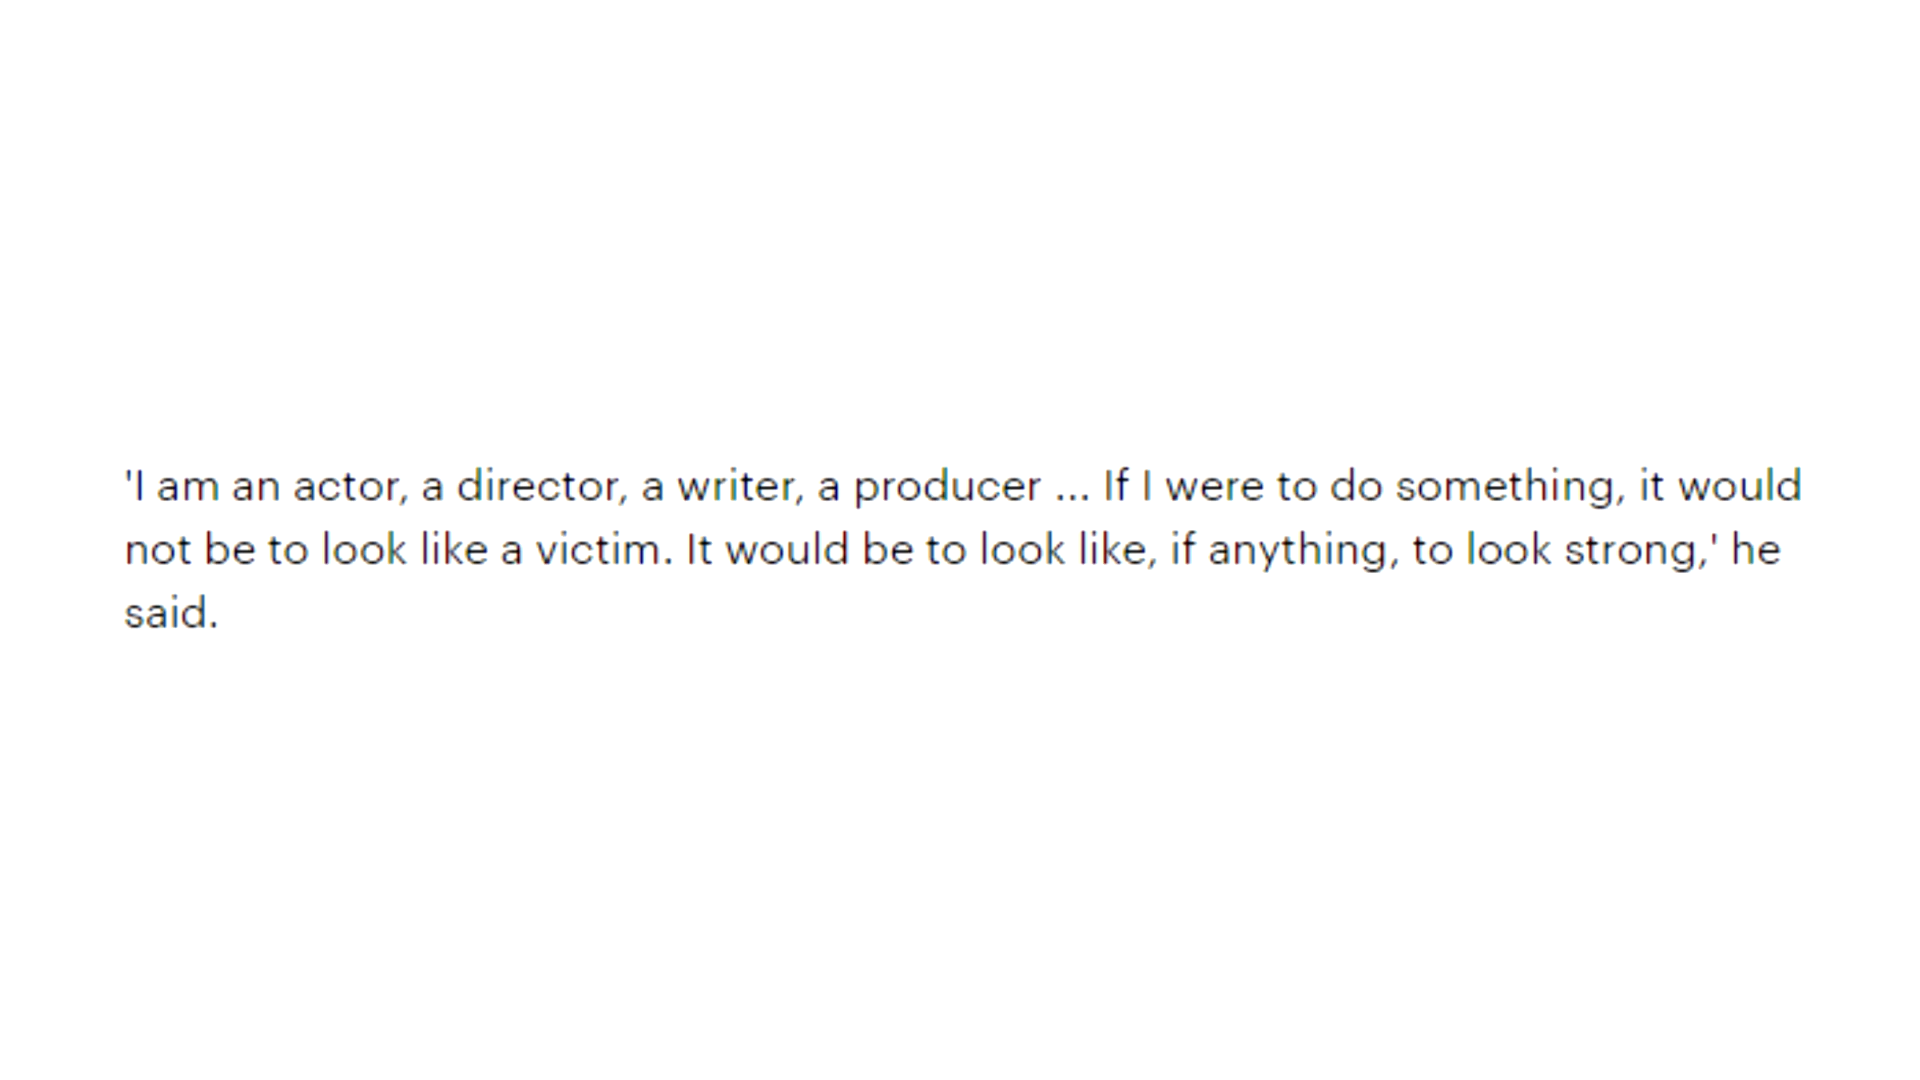 'I am an actor, a director, a writer, a producer ... If I were to do something, it would
not be to look like a victim. It would be to look like, if anything, to look strong,' he
said.